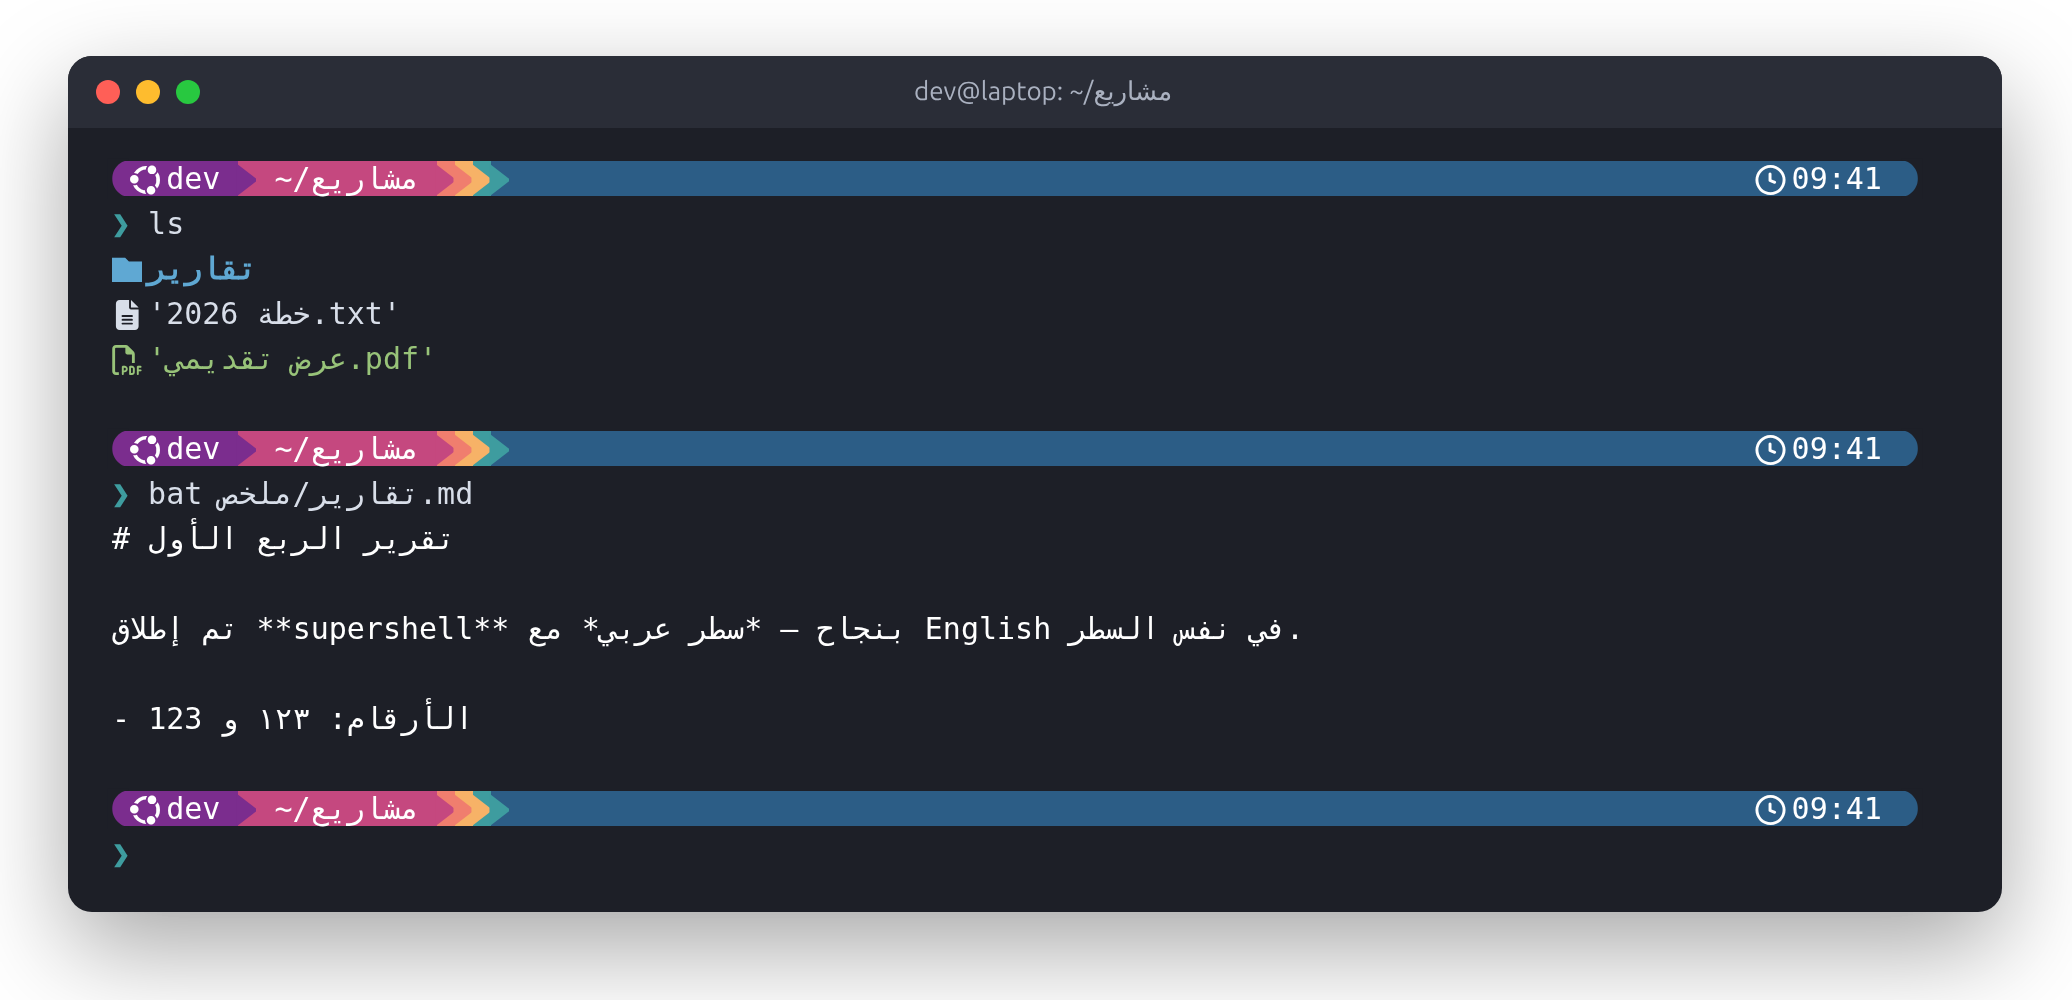 dev@laptop: ~/مشاريع
dev ~/مشاريع 09:41
❯ ls
تقارير
'خطة 2026.txt'
'عرض تقديمي.pdf'
dev ~/مشاريع 09:41
❯ bat تقارير/ملخص.md
# تقرير الربع الأول
تم إطلاق **supershell** بنجاح — *سطر عربي* مع English في نفس السطر.
- الأرقام: ١٢٣ و 123
dev ~/مشاريع 09:41
❯